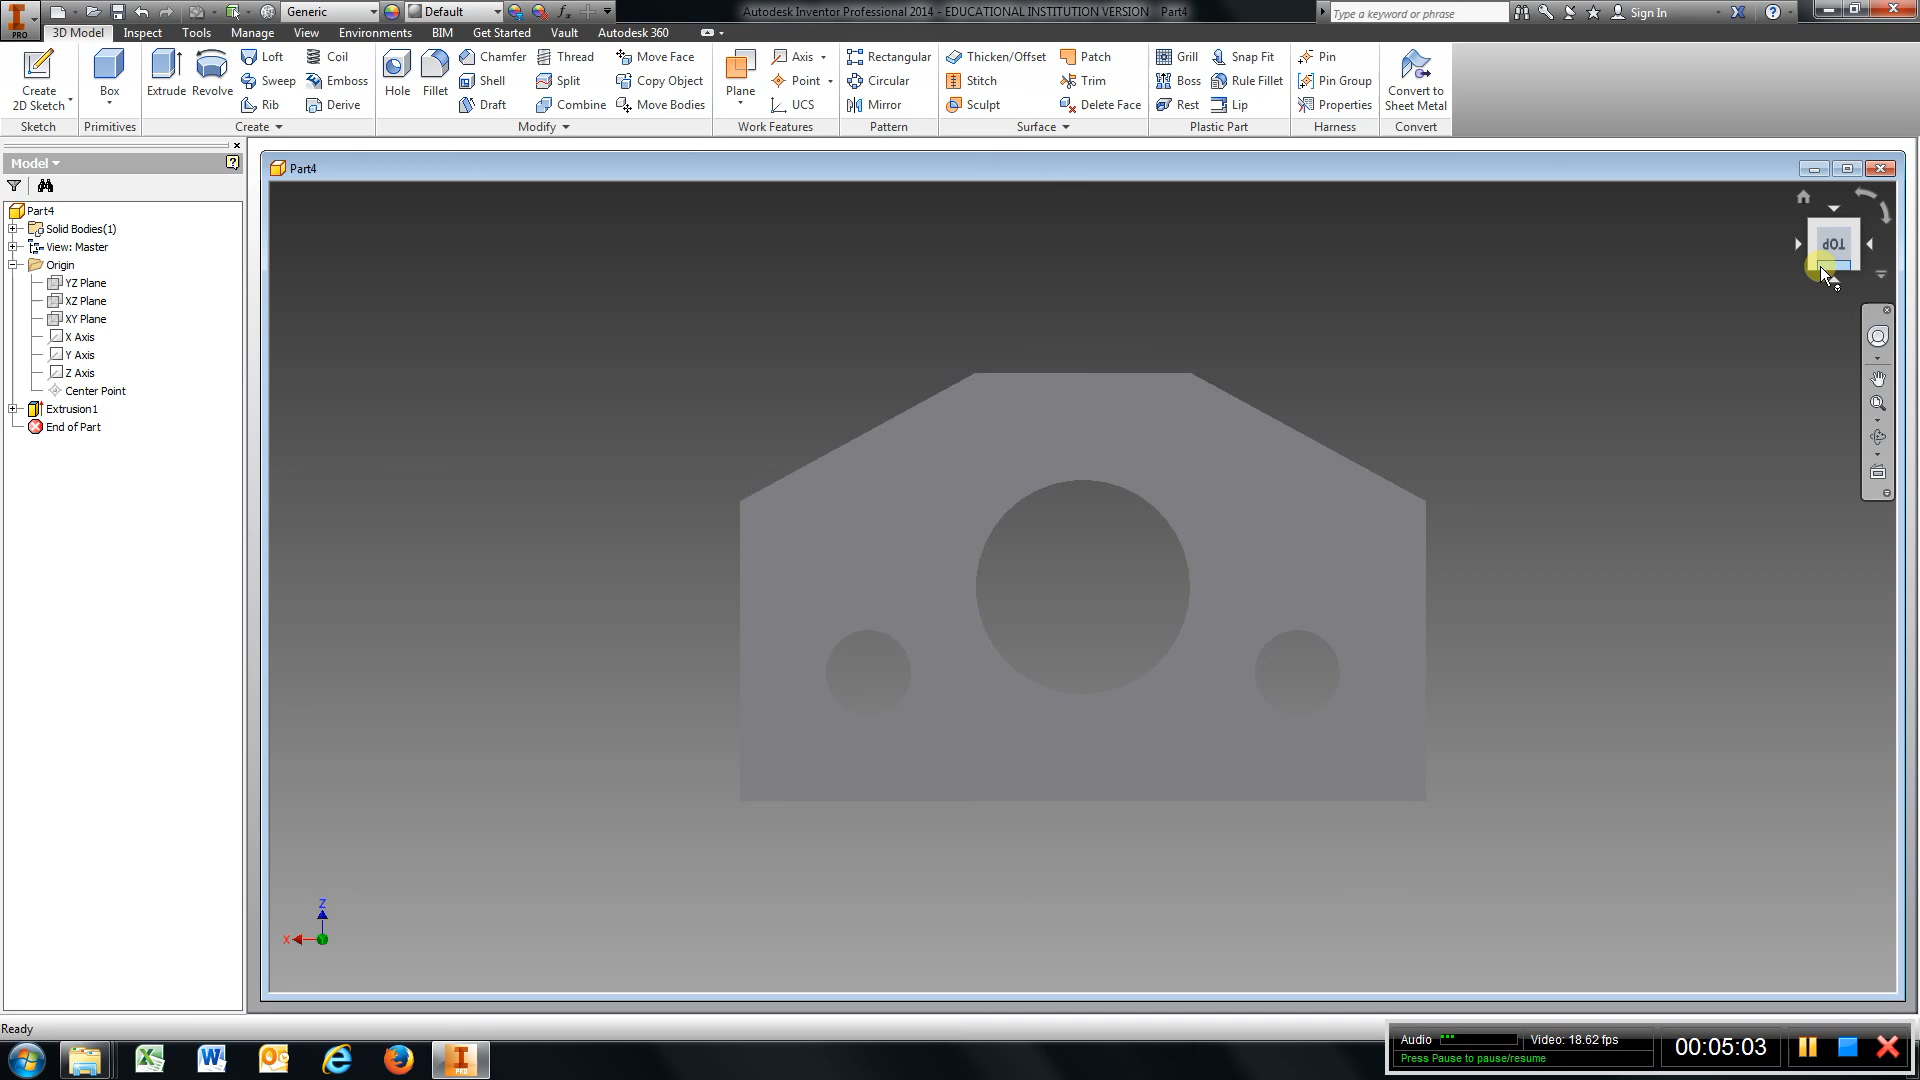 Generic
Default
Autodesk Inventor Professional 2014 - EDUCATIONAL INSTITUTION VERSION Part4
Type a keyword or phrase
Sign In
PRO
3D Model Inspect Tools Manage View Environments BIM Get Started Vault Autodesk 360
Create
2D Sketch
Box
Extrude
Revolve
Loft
Sweep
Rib
Coil
Emboss
Derive
Hole
Fillet
Chamfer
Shell
Draft
Thread
Split
Combine
Move Face
Copy Object
Move Bodies
Plane
Axis
Point
UCS
Rectangular
Circular
Mirror
Thicken/Offset
Stitch
Sculpt
Patch
Trim
Delete Face
Grill
Boss
Rest
Snap Fit
Rule Fillet
Lip
Pin
Pin Group
Properties
Convert to
Sheet Metal
Sketch Primitives Create Modify Work Features Pattern Surface Plastic Part Harness Convert
Model
Part4
Solid Bodies(1)
View: Master
Origin
YZ Plane
XZ Plane
XY Plane
X Axis
Y Axis
Z Axis
Center Point
Extrusion1
End of Part
Part4
TOP
Z
X
Ready
Audio
Video: 18.62 fps
Press Pause to pause/resume
00:05:03
PRO